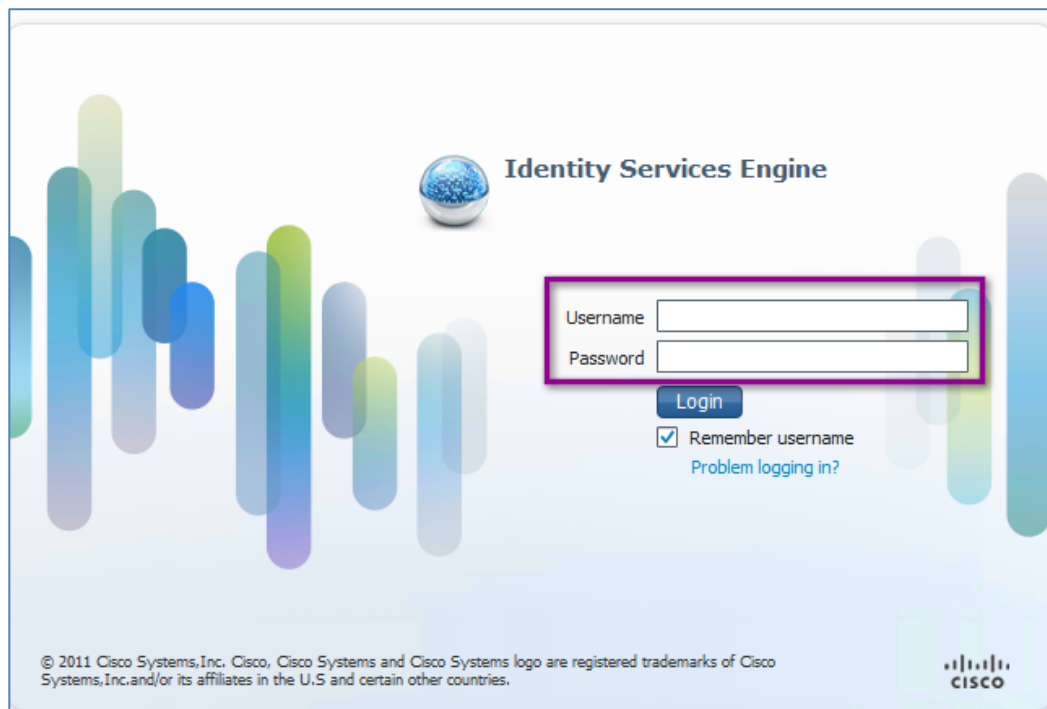 Identity Services Engine
Username
Password
Login
Remember username
Problem logging in?
© 2011 Cisco Systems,Inc. Cisco, Cisco Systems and Cisco Systems logo are registered trademarks of Cisco
Systems,Inc.and/or its affiliates in the U.S and certain other countries.
CISCO